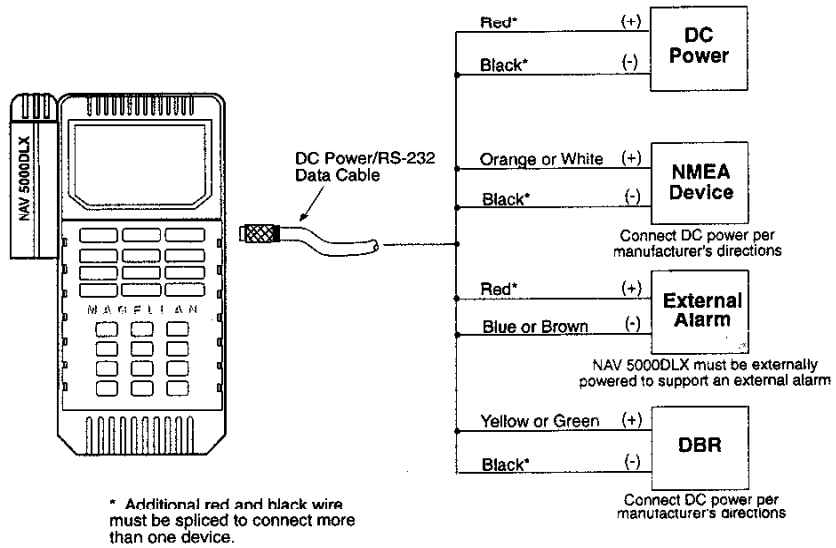 Red* (+)
DC
Power
Black* (-)
NAV 5000DLX
DC Power/RS-232
Data Cable
Orange or White (+)
NMEA
Device
Black* (-)
Connect DC power per
manufacturer's directions
Red* (+)
External
Alarm
Blue or Brown (-)
MAGELLAN
NAV 5000DLX must be externally
powered to support an external alarm
Yellow or Green (+)
DBR
Black* (-)
Connect DC power per
manufacturer's directions
* Additional red and black wire
must be spliced to connect more
than one device.